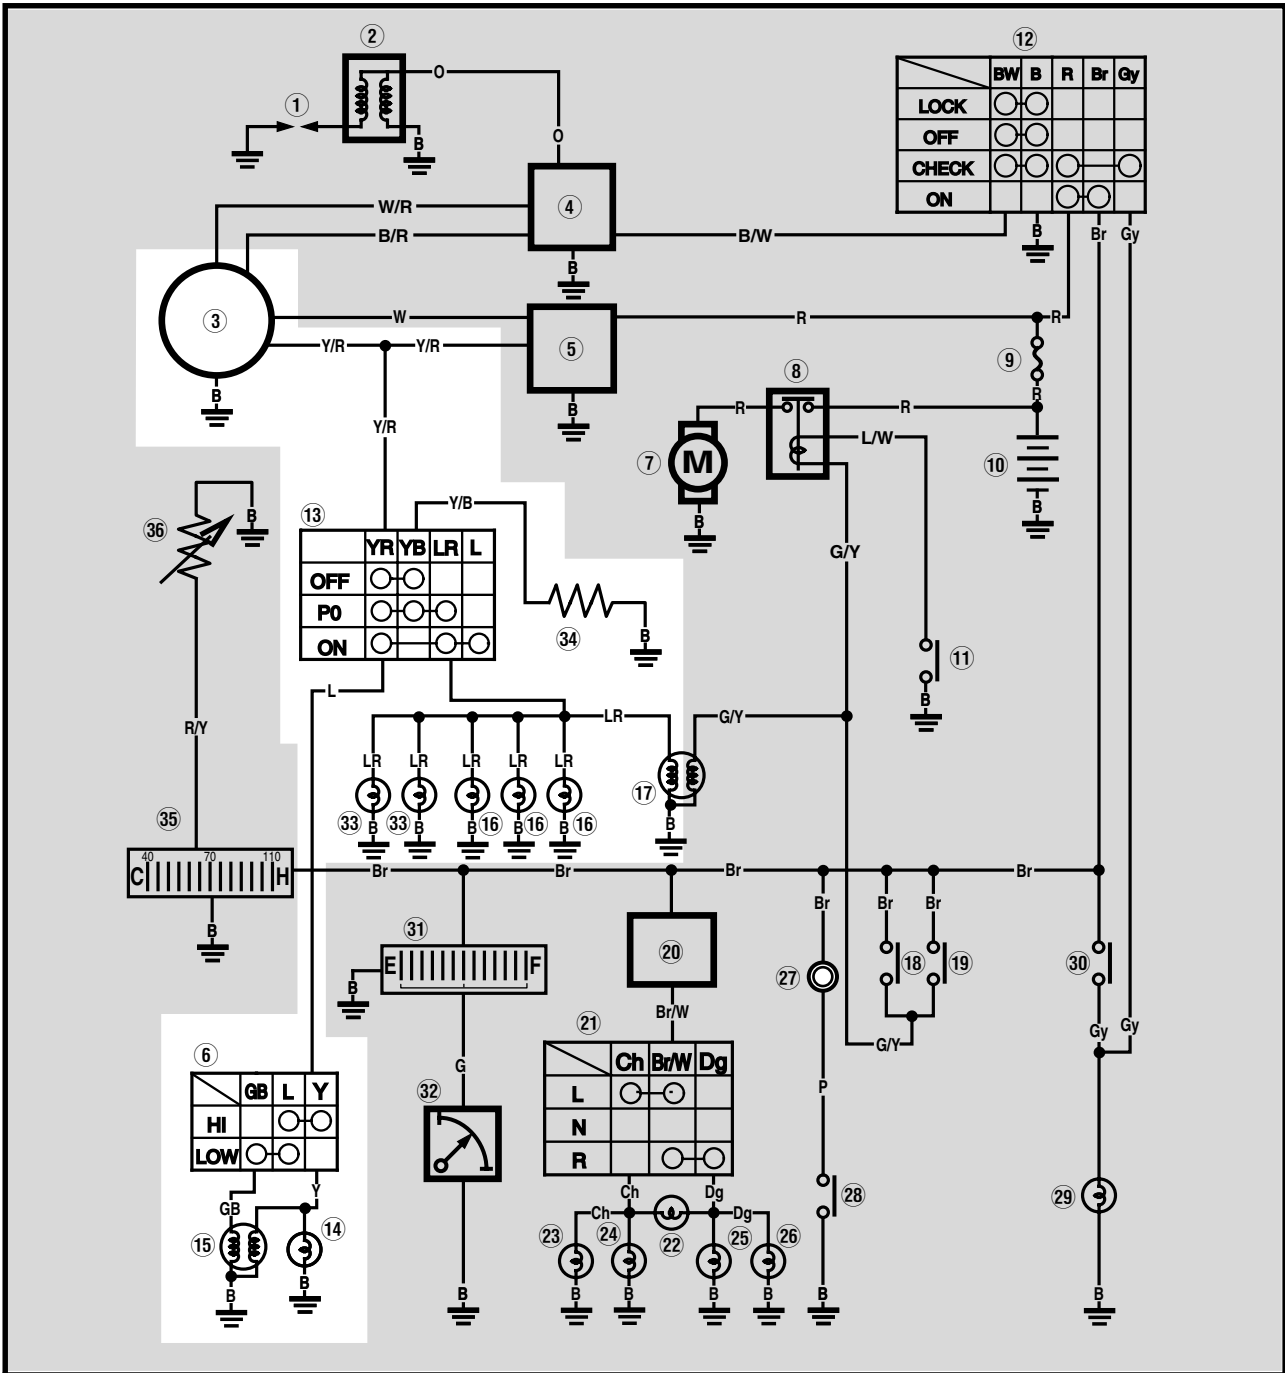 ② ⑫
BW B R Br Gy
LOCK
OFF
CHECK
ON
① O
B
O
④
W/R
B/R
B/W
B
B
Br Gy
③
W
Y/R Y/R
⑤
R
R
B
B
⑨
R
⑧
R
R
L/W
⑦ M
⑩
B
B
Y/R
G/Y
㊱
B
R/Y
⑬
Y/B
YR YB LR L
OFF
P0
ON
㉞
B
⑪
B
L
LR
G/Y
LR LR LR LR LR
⑰
㉝ B ㉝ B B ⑯ B ⑯ B ⑯
B
㉟
40 70 110
C H
B
Br Br Br Br
㉛
E F
B
G
⑳
Br/W
Br
㉗
P
Br Br
⑱ ⑲
G/Y
㉚
Gy Gy
⑥
GB L Y
HI
LOW
GB Y
⑮ ⑭
B B
㉜
B
㉑
Ch Br/W Dg
L
N
R
Ch Dg
Ch Dg
㉓ ㉔ ㉒ ㉕ ㉖
B B B B
㉘
B
㉙
B